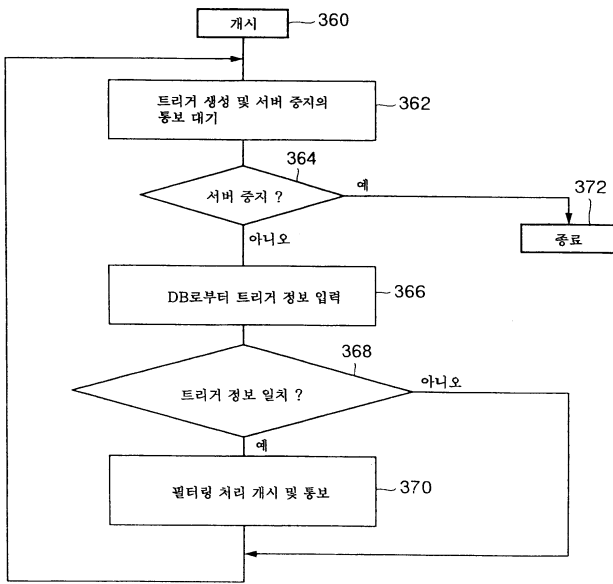 개시
360
트리거 생성 및 서버 중지의
통보 대기
362
364
서버 중지 ?
예
372
종료
아니오
DB로부터 트리거 정보 입력
366
368
트리거 정보 일치 ?
아니오
예
필터링 처리 개시 및 통보
370